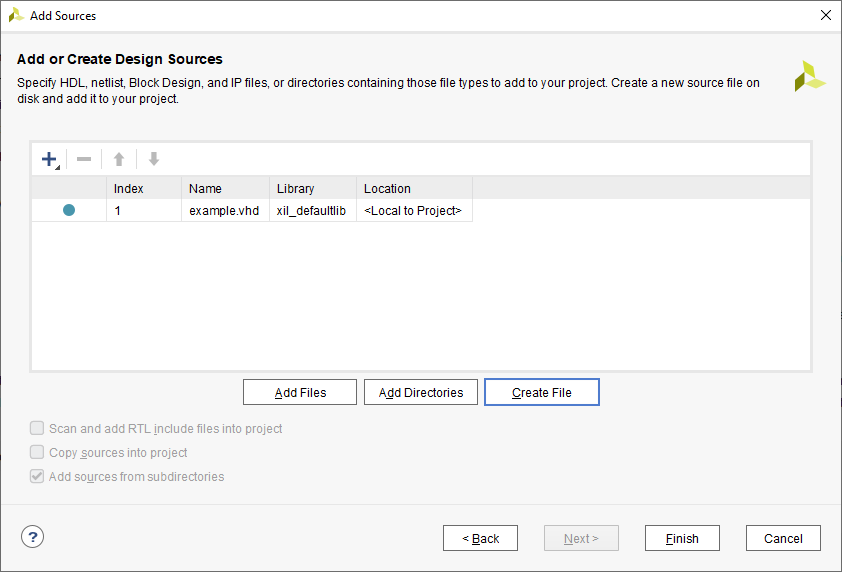 Add Sources
Add or Create Design Sources
Specify HDL, netlist, Block Design, and IP files, or directories containing those file types to add to your project. Create a new source file on
disk and add it to your project.
Index Name Library Location
1 example.vhd xil_defaultlib <Local to Project>
Add Files Add Directories Create File
Scan and add RTL include files into project
Copy sources into project
Add sources from subdirectories
? < Back Next > Finish Cancel